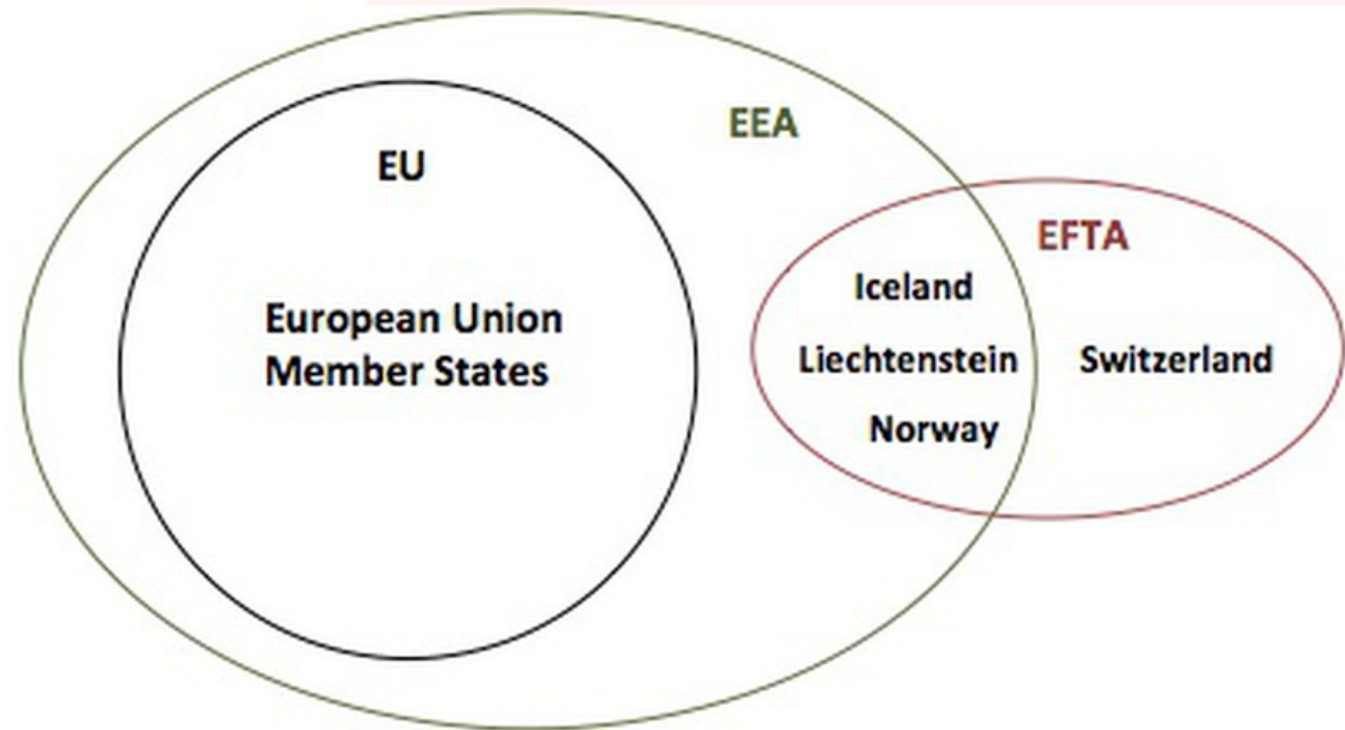 EEA
EU
EFTA
Iceland
European Union
Member States
Liechtenstein
Switzerland
Norway